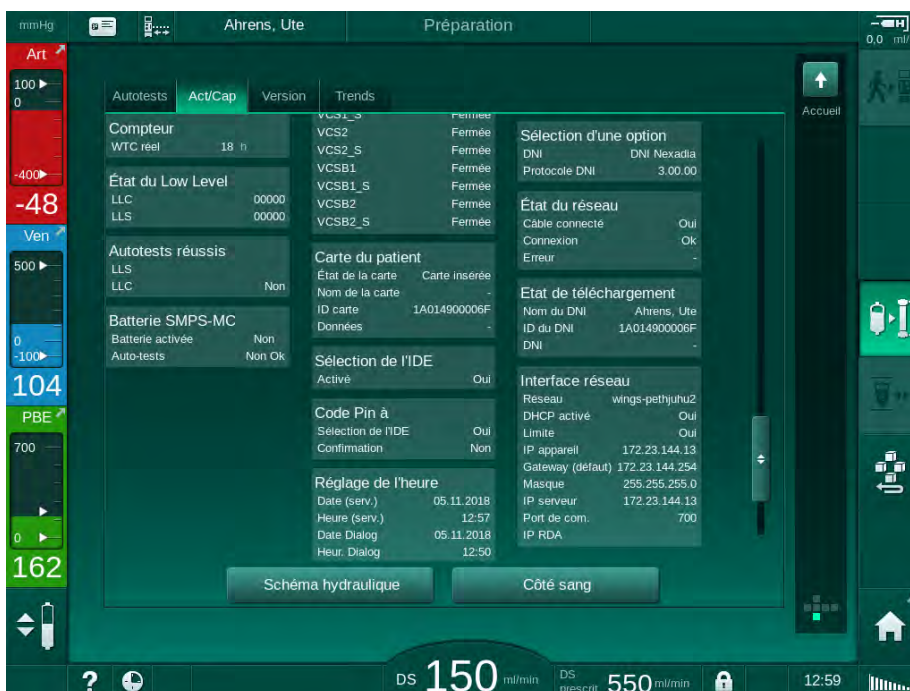 mmHg
Ahrens, Ute
Préparation
0,0 ml/
Art
100
0
-400
-48
Ven
500
0
-100
104
PBE
700
0
162
Autotests Act/Cap Version Trends
Accueil
Compteur
WTC réel 18 h
État du Low Level
LLC 00000
LLS 00000
Autotests réussis
LLS
LLC Non
Batterie SMPS-MC
Batterie activée Non
Auto-tests Non Ok
VCS1_S Fermée
VCS2 Fermée
VCS2_S Fermée
VCSB1 Fermée
VCSB1_S Fermée
VCSB2 Fermée
VCSB2_S Fermée
Carte du patient
État de la carte Carte insérée
Nom de la carte -
ID carte 1A014900006F
Données -
Sélection de l'IDE
Activé Oui
Code Pin à
Sélection de l'IDE Oui
Confirmation Non
Réglage de l'heure
Date (serv.) 05.11.2018
Heure (serv.) 12:57
Date Dialog 05.11.2018
Heur. Dialog 12:50
Sélection d'une option
DNI DNI Nexadia
Protocole DNI 3.00.00
État du réseau
Câble connecté Oui
Connexion Ok
Erreur -
Etat de téléchargement
Nom du DNI Ahrens, Ute
ID du DNI 1A014900006F
DNI -
Interface réseau
Réseau wings-pethjuhu2
DHCP activé Oui
Limite Oui
IP appareil 172.23.144.13
Gateway (défaut) 172.23.144.254
Masque 255.255.255.0
IP serveur 172.23.144.13
Port de com. 700
IP RDA
Schéma hydraulique
Côté sang
?
DS 150 ml/min
DS prescrit 550 ml/min
12:59